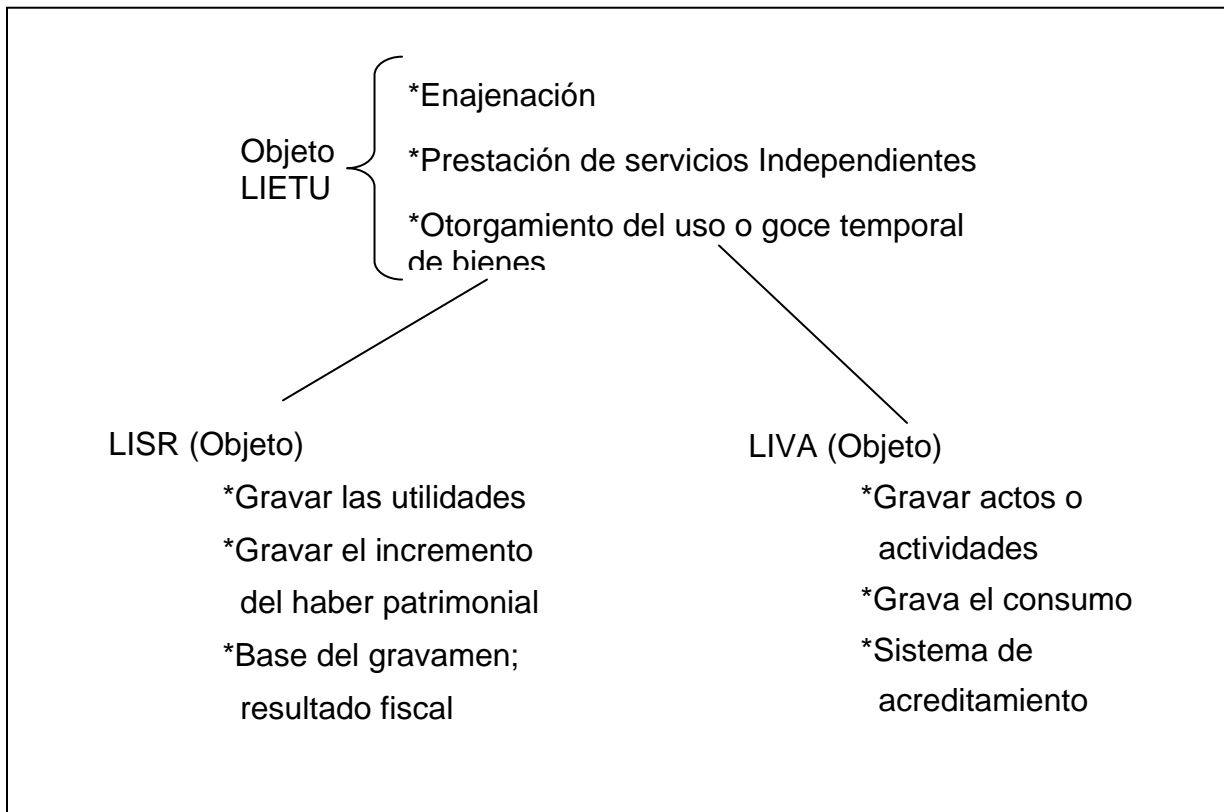 *Enajenación
Objeto
LIETU
*Prestación de servicios Independientes
*Otorgamiento del uso o goce temporal
de bienes
LISR (Objeto)
*Gravar las utilidades
*Gravar el incremento
del haber patrimonial
*Base del gravamen;
resultado fiscal
LIVA (Objeto)
*Gravar actos o
actividades
*Grava el consumo
*Sistema de
acreditamiento